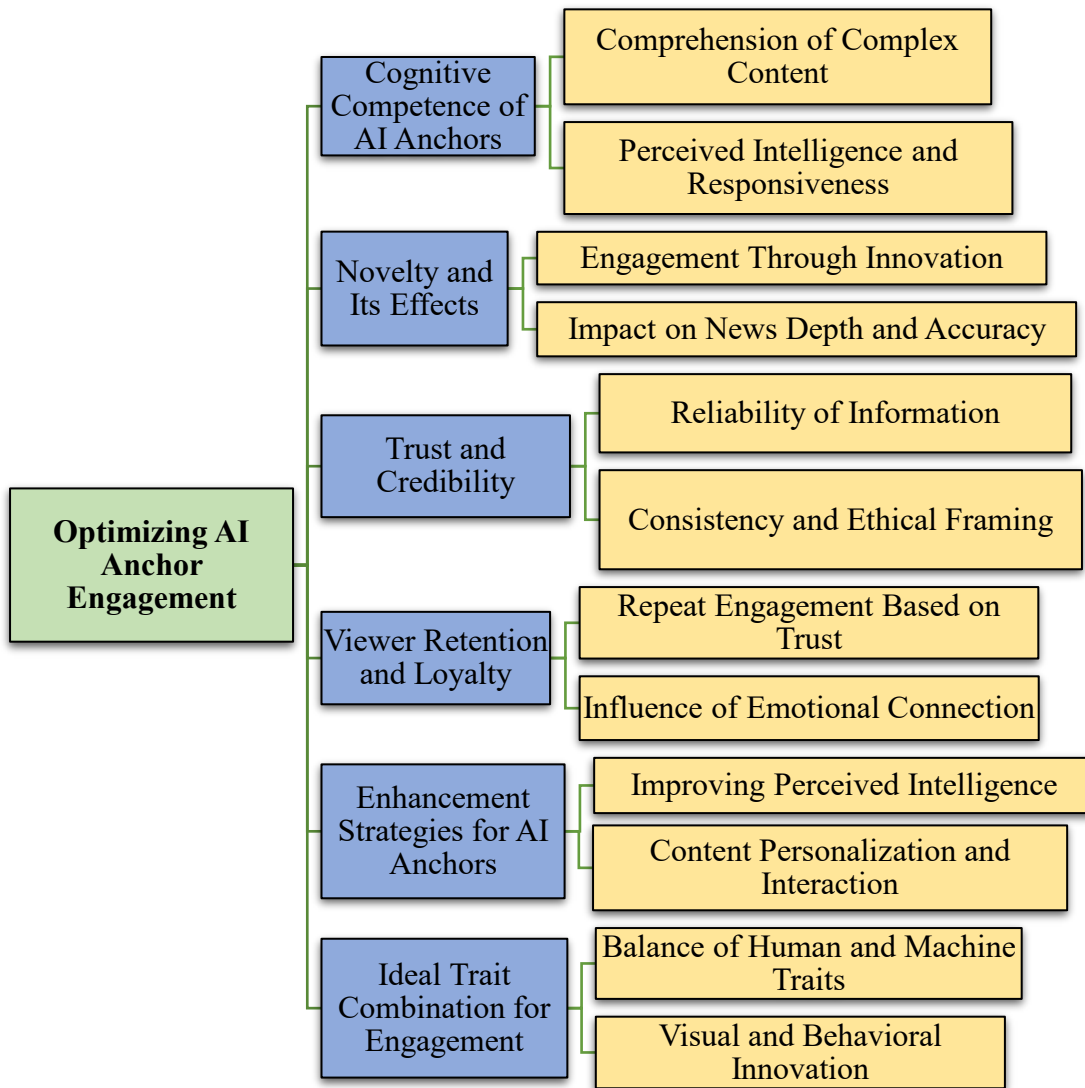 Optimizing AI
Anchor
Engagement
Cognitive
Competence of
AI Anchors
Comprehension of Complex
Content
Perceived Intelligence and
Responsiveness
Novelty and
Its Effects
Engagement Through Innovation
Impact on News Depth and Accuracy
Trust and
Credibility
Reliability of Information
Consistency and Ethical Framing
Viewer Retention
and Loyalty
Repeat Engagement Based on
Trust
Influence of Emotional Connection
Enhancement
Strategies for AI
Anchors
Improving Perceived Intelligence
Content Personalization and
Interaction
Ideal Trait
Combination for
Engagement
Balance of Human and Machine
Traits
Visual and Behavioral
Innovation